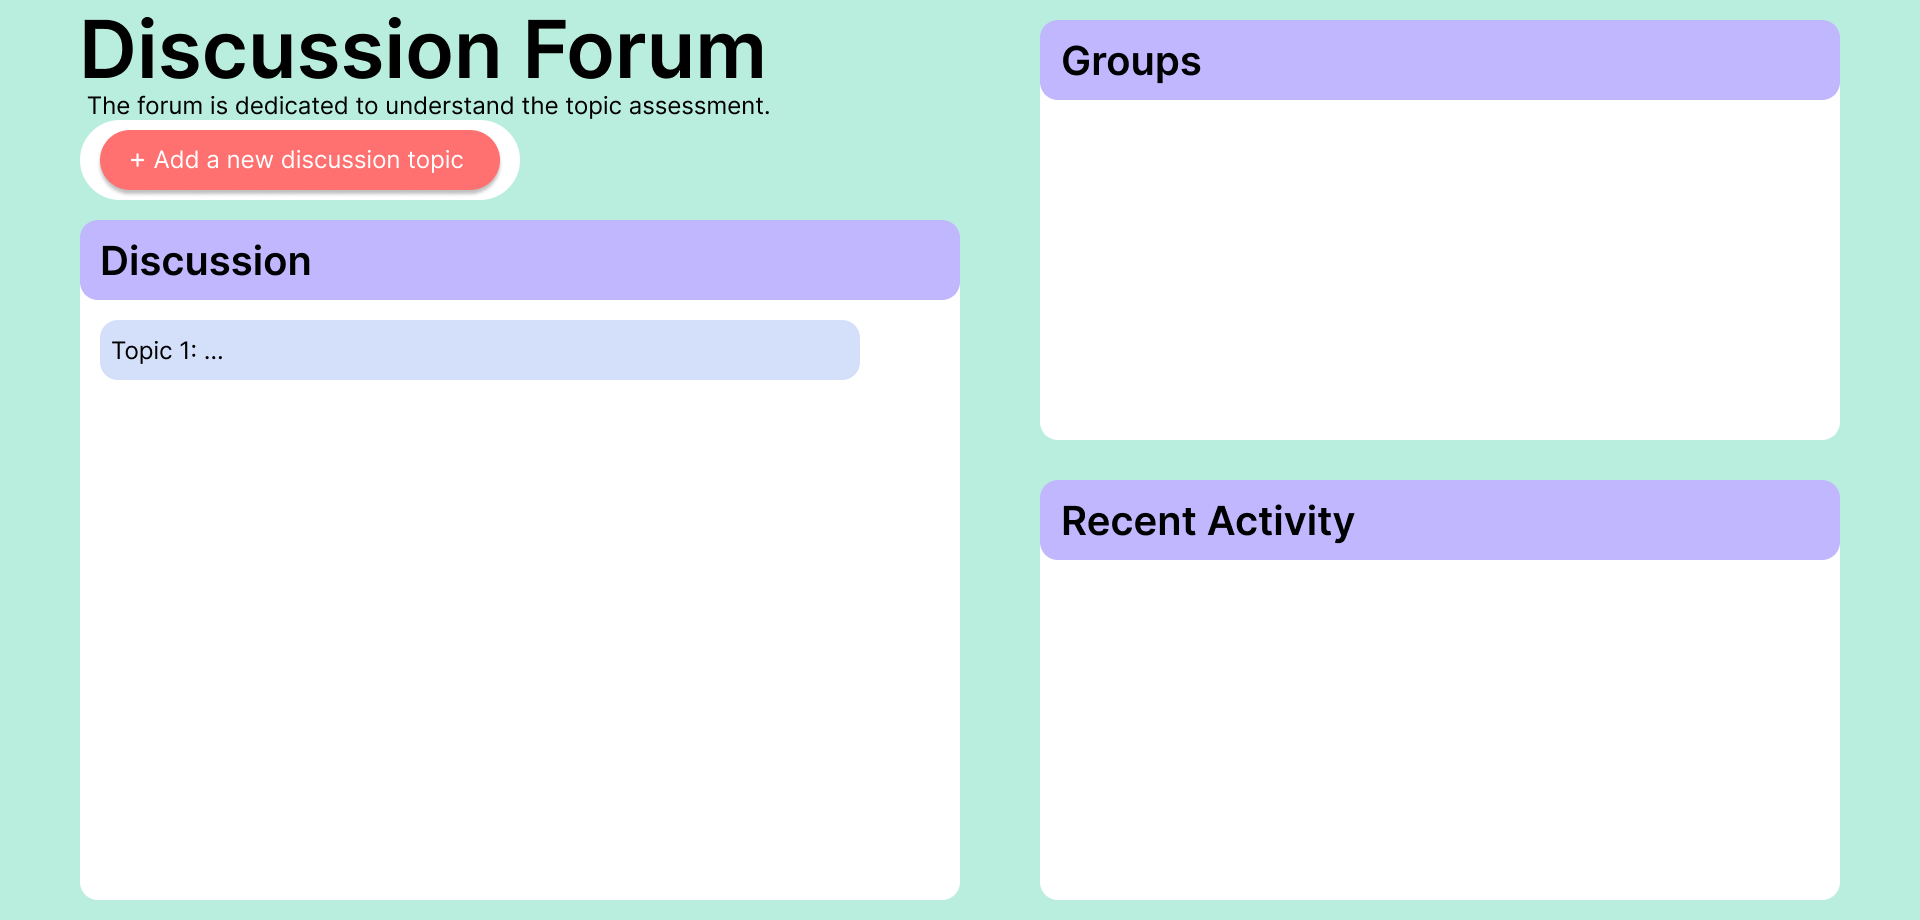 Discussion Forum
The forum is dedicated to understand the topic assessment.
+ Add a new discussion topic
Discussion
Topic 1: ...
Groups
Recent Activity